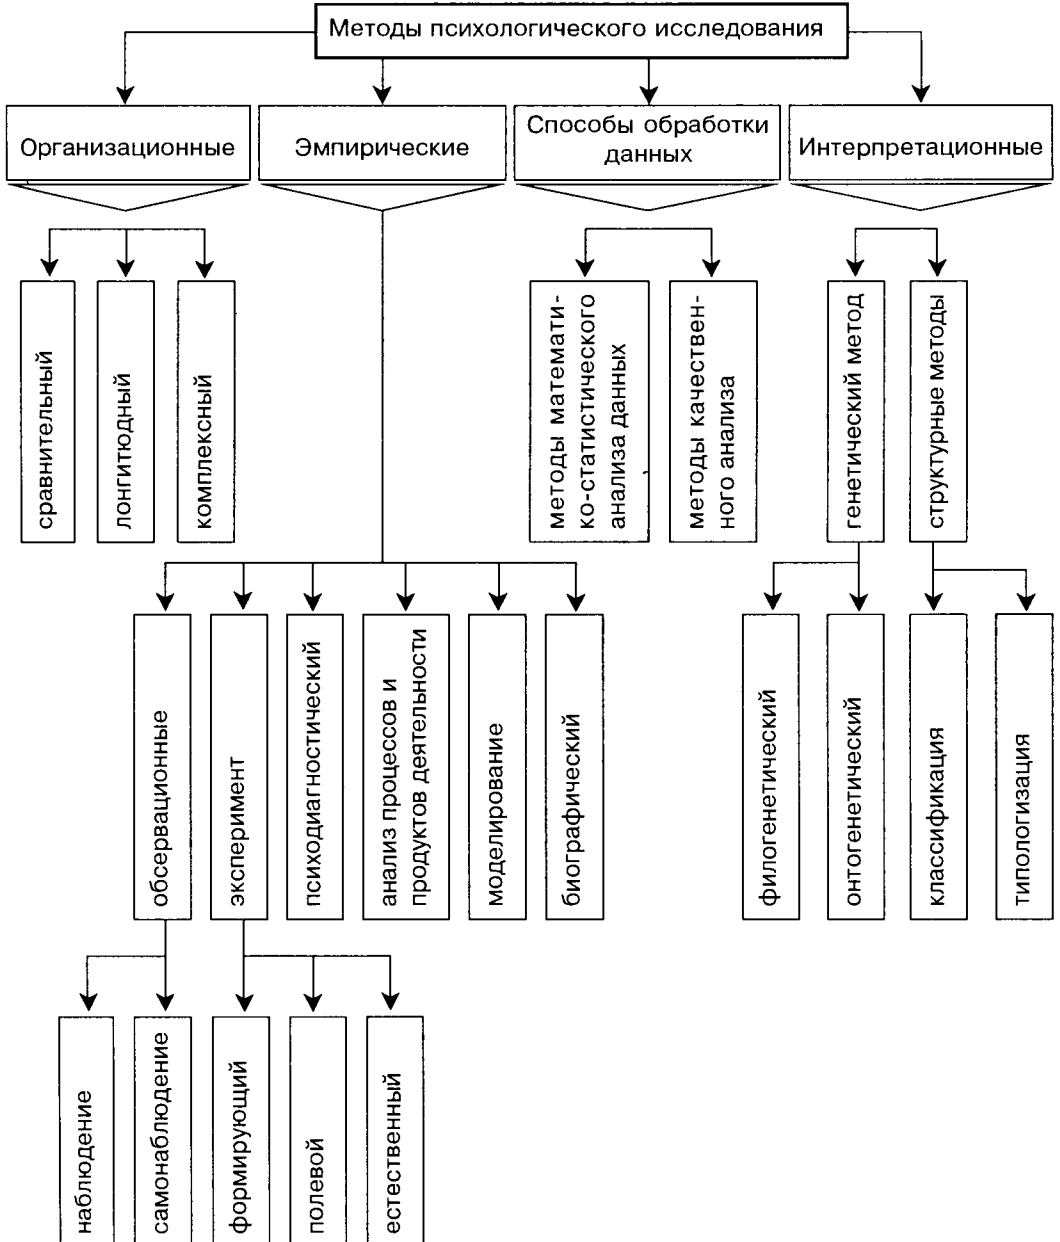 Методы психологического исследования
Организационные
Эмпирические
Способы обработки
данных
Интерпретационные
сравнительный
лонгитюдный
комплексный
методы математи-
ко-статистического
анализа данных
методы качествен-
ного анализа
генетический метод
структурные методы
обсервационные
эксперимент
психодиагностический
анализ процессов и
продуктов деятельности
моделирование
биографический
филогенетический
онтогенетический
классификация
типологизация
наблюдение
самонаблюдение
формирующий
полевой
естественный